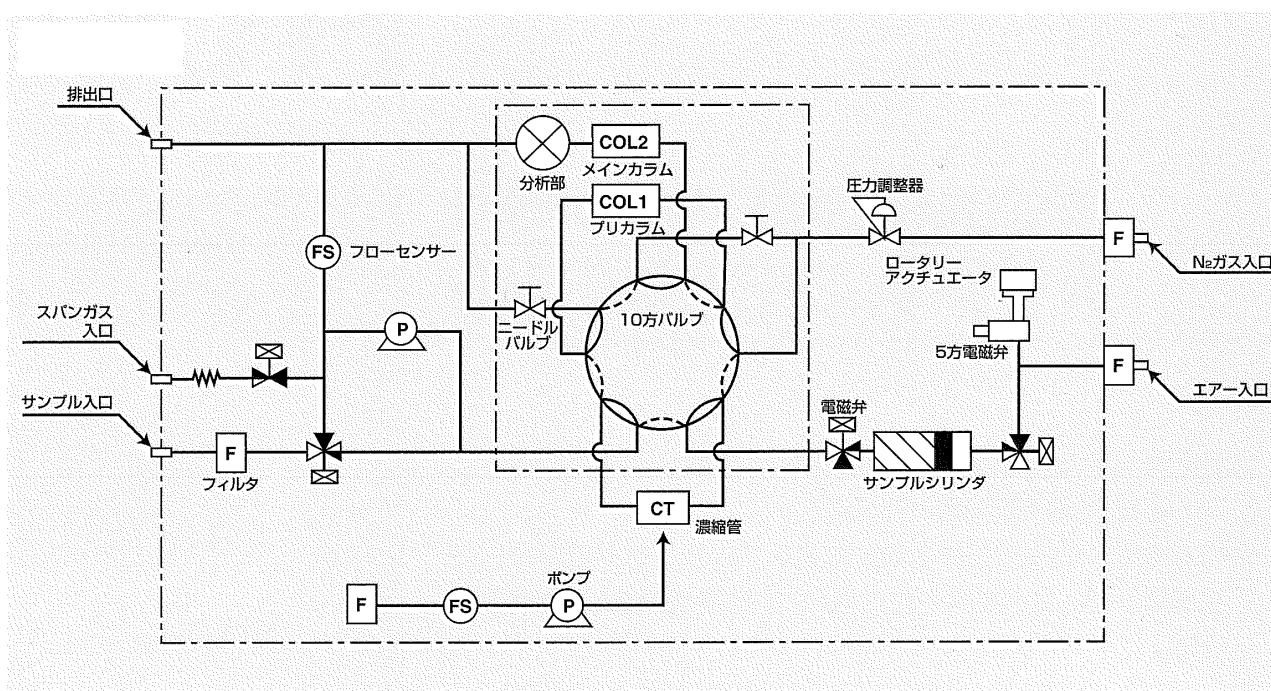 排出口
COL2
分析部
メインカラム
COL1
プリカラム
圧力調整器
FS
フローセンサー
F
N₂ガス入口
ロータリー
アクチュエータ
スパンガス
入口
P
ニードル
バルブ
10方バルブ
5方電磁弁
F
エアー入口
サンプル入口
電磁弁
F
フィルタ
サンプルシリンダ
CT
濃縮管
ポンプ
F
FS
P